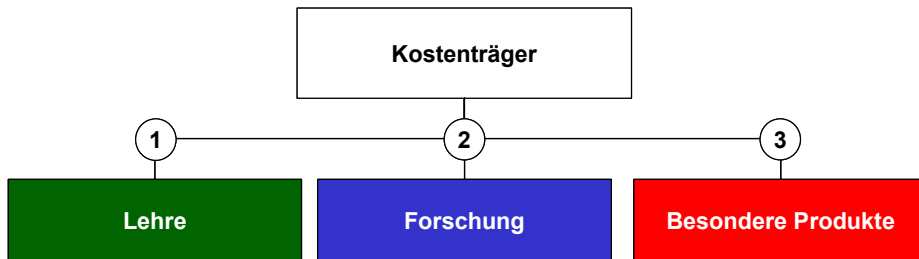 Kostenträger
1
2
3
Lehre
Forschung
Besondere Produkte